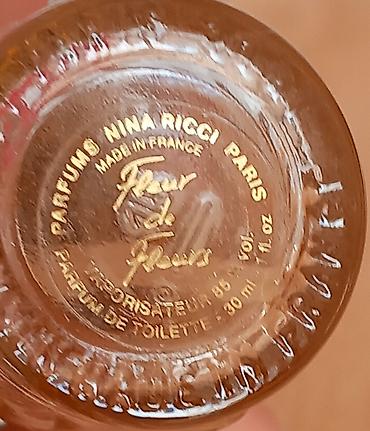 PARFUMS NINA RICCI PARIS
MADE IN FRANCE
Fleur
de
Fleurs
VAPORISATEUR 85 % vol.
PARFUM DE TOILETTE - 30 ml - 1 fl. oz